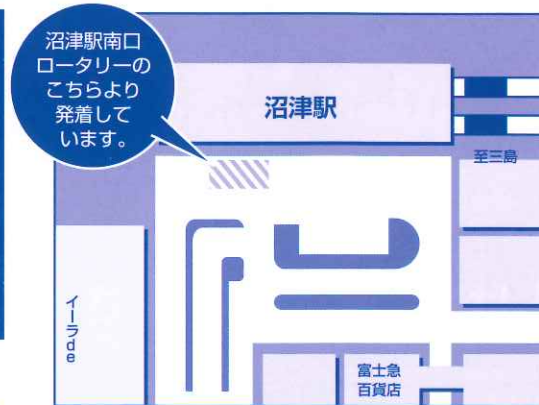 沼津駅南口
ロータリーの
こちらより
発着して
います。
沼津駅
至三島
イーラde
富士急
百貨店